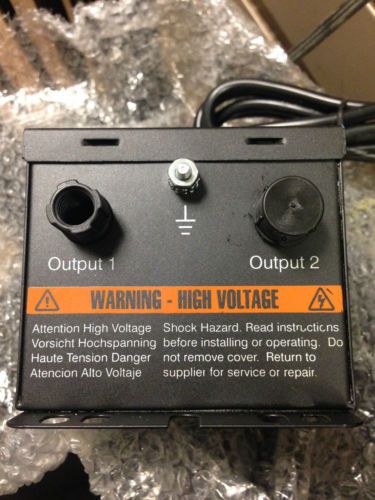 Output 1
Output 2
WARNING - HIGH VOLTAGE
Attention High Voltage
Vorsicht Hochspanning
Haute Tension Danger
Atencion Alto Voltaje
Shock Hazard. Read instructions
before installing or operating. Do
not remove cover. Return to
supplier for service or repair.